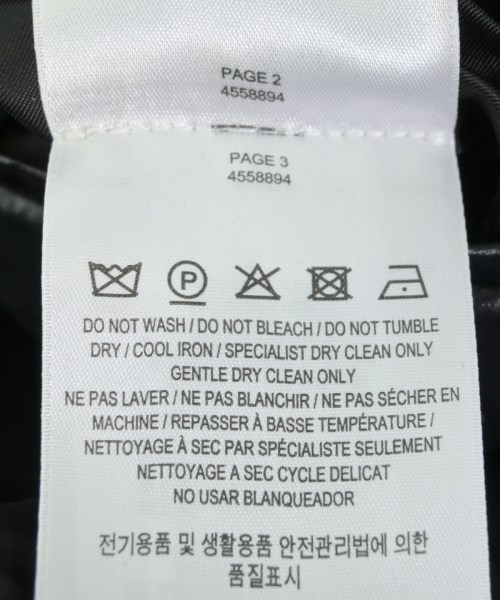 PAGE 2
4558894
PAGE 3
4558894
P
DO NOT WASH / DO NOT BLEACH / DO NOT TUMBLE
DRY / COOL IRON / SPECIALIST DRY CLEAN ONLY
GENTLE DRY CLEAN ONLY
NE PAS LAVER / NE PAS BLANCHIR / NE PAS SÉCHER EN
MACHINE / REPASSER À BASSE TEMPÉRATURE /
NETTOYAGE À SEC PAR SPÉCIALISTE SEULEMENT
NETTOYAGE A SEC CYCLE DELICAT
NO USAR BLANQUEADOR
전기용품 및 생활용품 안전관리법에 의한
품질표시